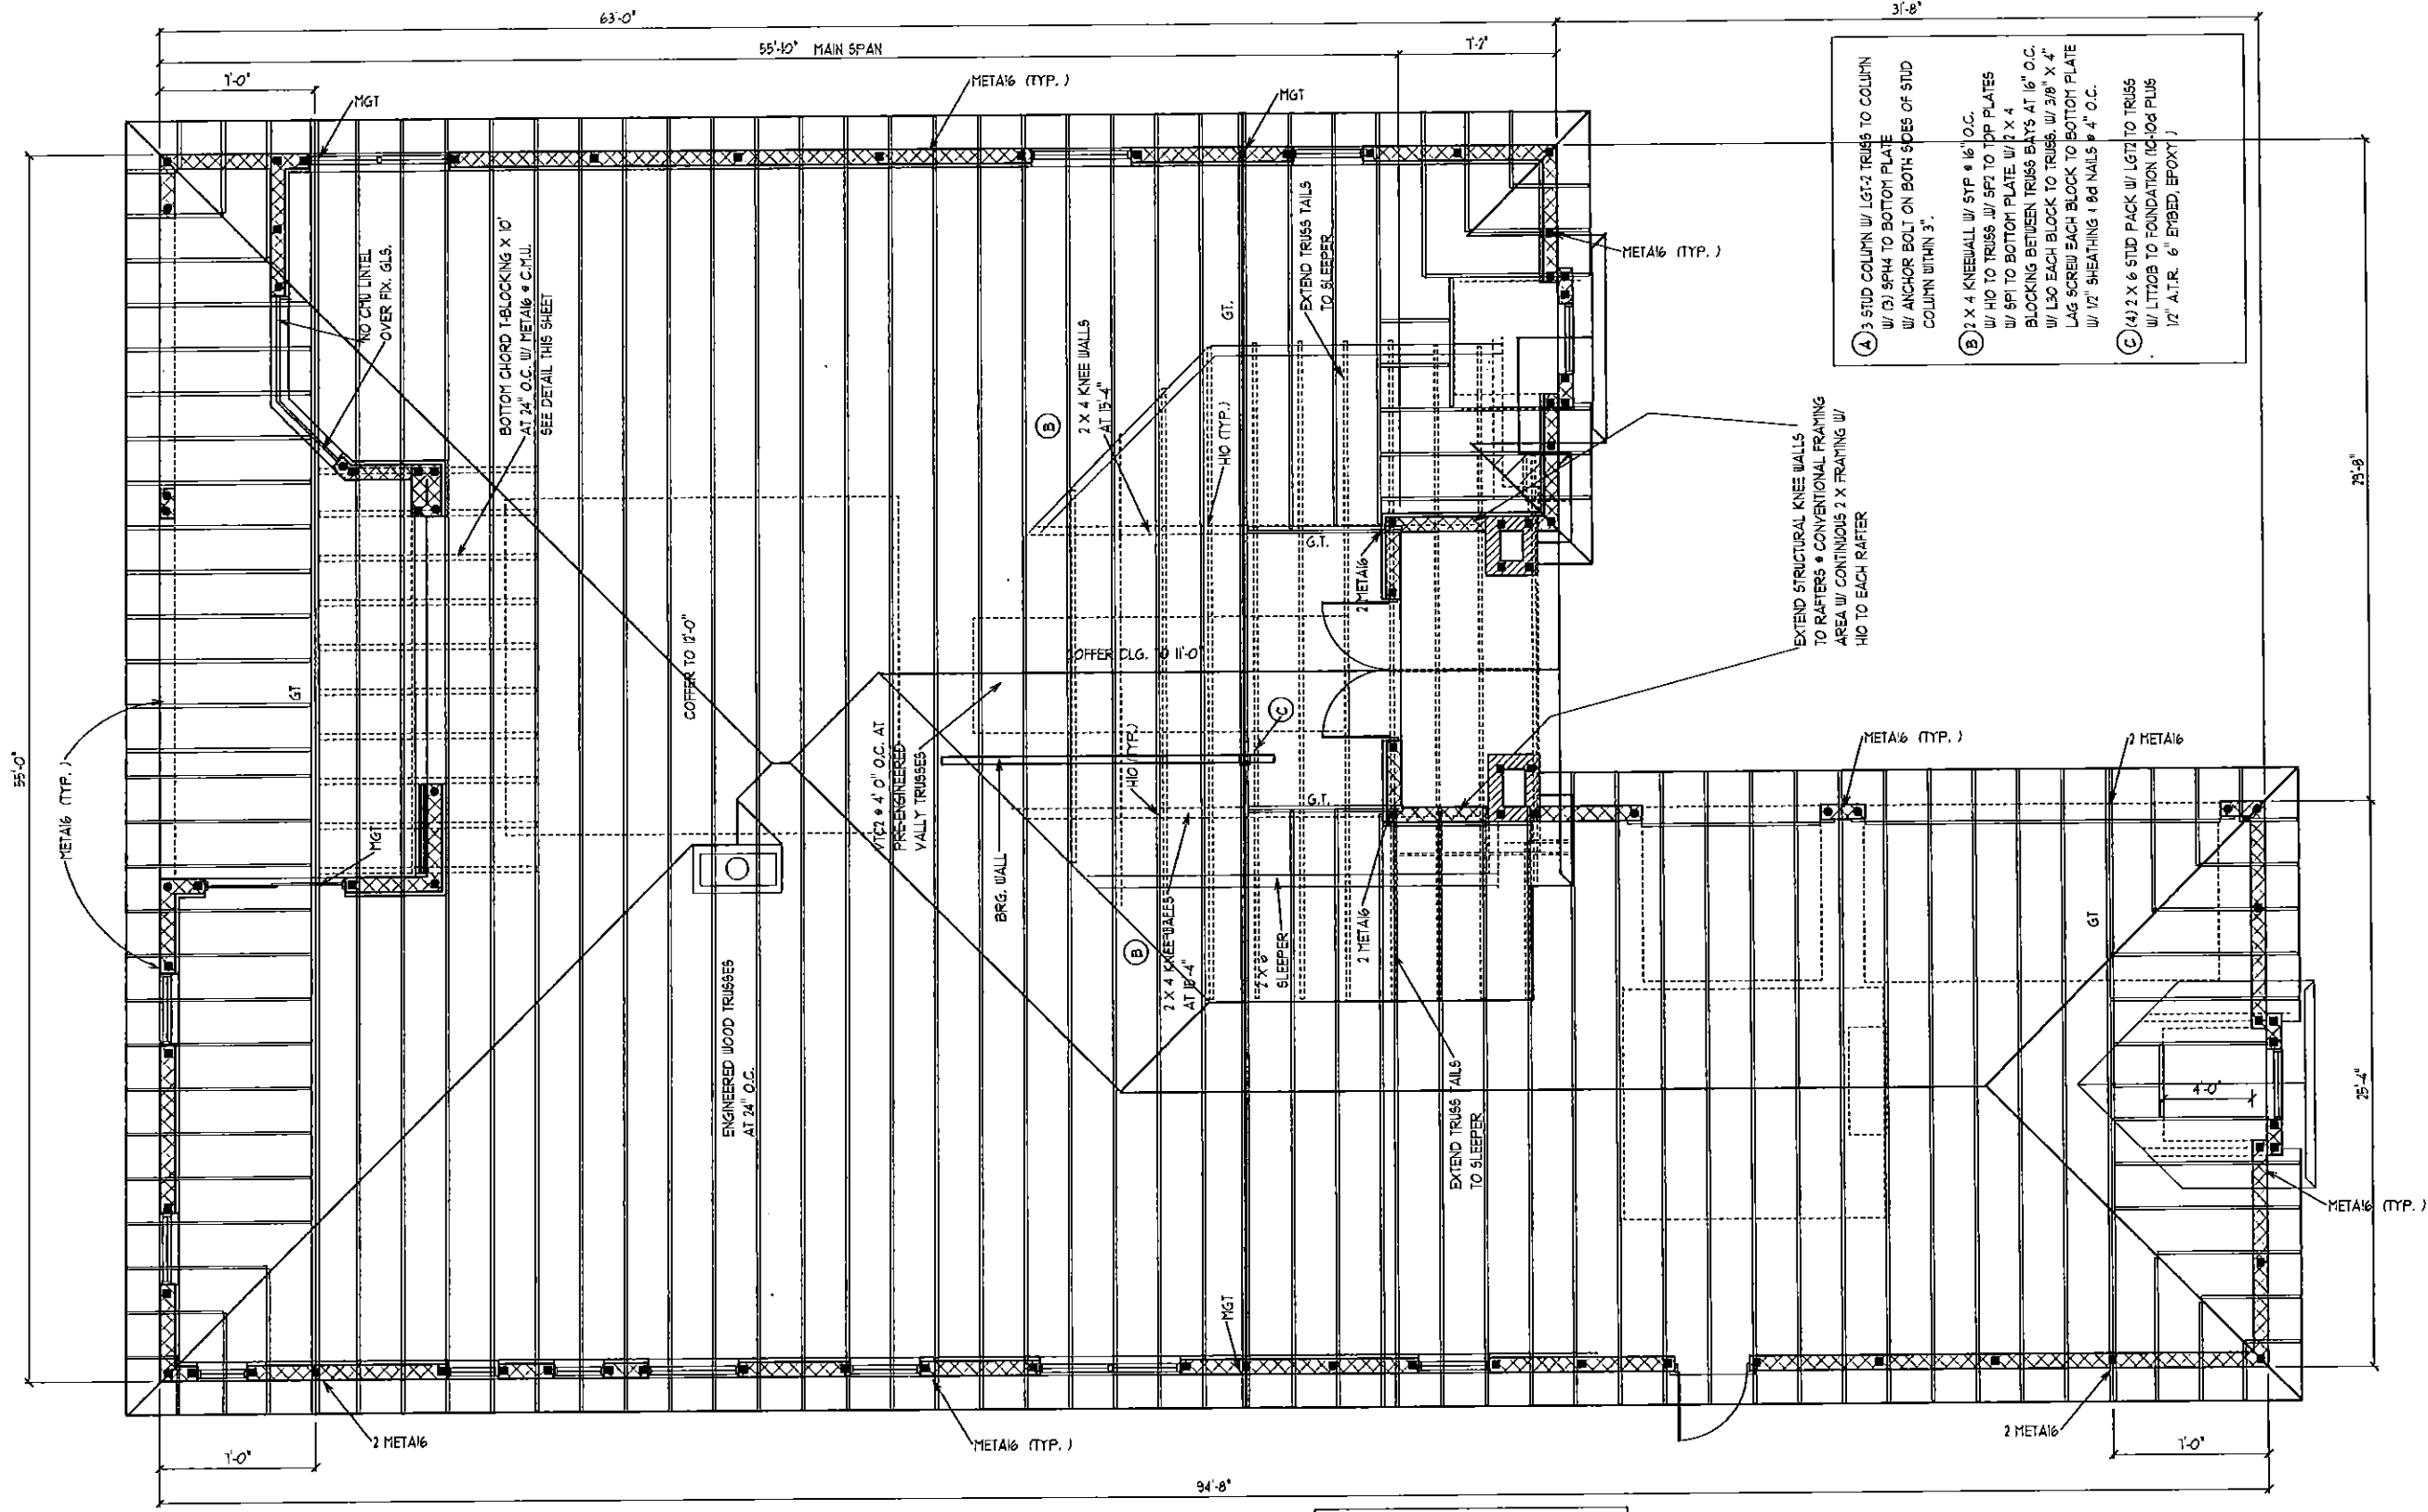 63'-0"
31'-8"
55'-10" MAIN SPAN
7'-2"
7'-0"
MGT
META16 (TYP.)
MGT
(A) 3 STUD COLUMN W/ LGT-2 TRUSS TO COLUMN
W/ (3) SPH4 TO BOTTOM PLATE
W/ ANCHOR BOLT ON BOTH SIDES OF STUD
COLUMN WITHIN 3".
(B) 2 X 4 KNEEWALL W/ SYP @ 16" O.C.
W/ H10 TO TRUSS W/ SP2 TO TOP PLATES
W/ SP1 TO BOTTOM PLATE W/ 2 X 4
BLOCKING BETWEEN TRUSS BAYS AT 16" O.C.
W/ L30 EACH BLOCK TO TRUSS. W/ 3/8" X 4"
LAG SCREW EACH BLOCK TO BOTTOM PLATE
W/ 1/2" SHEATHING & 8d NAILS @ 4" O.C.
(C) (4) 2 X 6 STUD PACK W/ LGT2 TO TRUSS
W/ LTT20B TO FOUNDATION (10-10d PLUS
1/2" A.T.R. 6" EMBED, EPOXY)
NO CMU LINTEL
OVER FIX. GLS.
BOTTOM CHORD T-BLOCKING X 10'
AT 24" O.C. W/ META16 @ C.M.U.
SEE DETAIL THIS SHEET
(B)
2 X 4 KNEE WALLS
AT 15'-4"
H10 (TYP.)
GT.
EXTEND TRUSS TAILS
TO SLEEPER
META16 (TYP.)
G.T.
2 META16
EXTEND STRUCTURAL KNEE WALLS
TO RAFTERS @ CONVENTIONAL FRAMING
AREA W/ CONTINUOUS 2 X FRAMING W/
H10 TO EACH RAFTER
29'-8"
55'-0"
META16 (TYP.)
GT
MGT
COFFER TO 12'-0"
COFFER CLG. TO 11'-0"
VTC2 @ 4' 0" O.C. AT
PRE-ENGINEERED
VALLY TRUSSES
(C)
H10 (TYP.)
G.T.
BRG. WALL
(B)
2 X 4 KNEE WALLS
AT 15'-4"
2 X 6
SLEEPER
2 META16
META16 (TYP.)
2 META16
GT
ENGINEERED WOOD TRUSSES
AT 24" O.C.
EXTEND TRUSS TAILS
TO SLEEPER
4'-0"
25'-4"
META16 (TYP.)
MGT
2 META16
META16 (TYP.)
2 META16
7'-0"
7'-0"
94'-8"